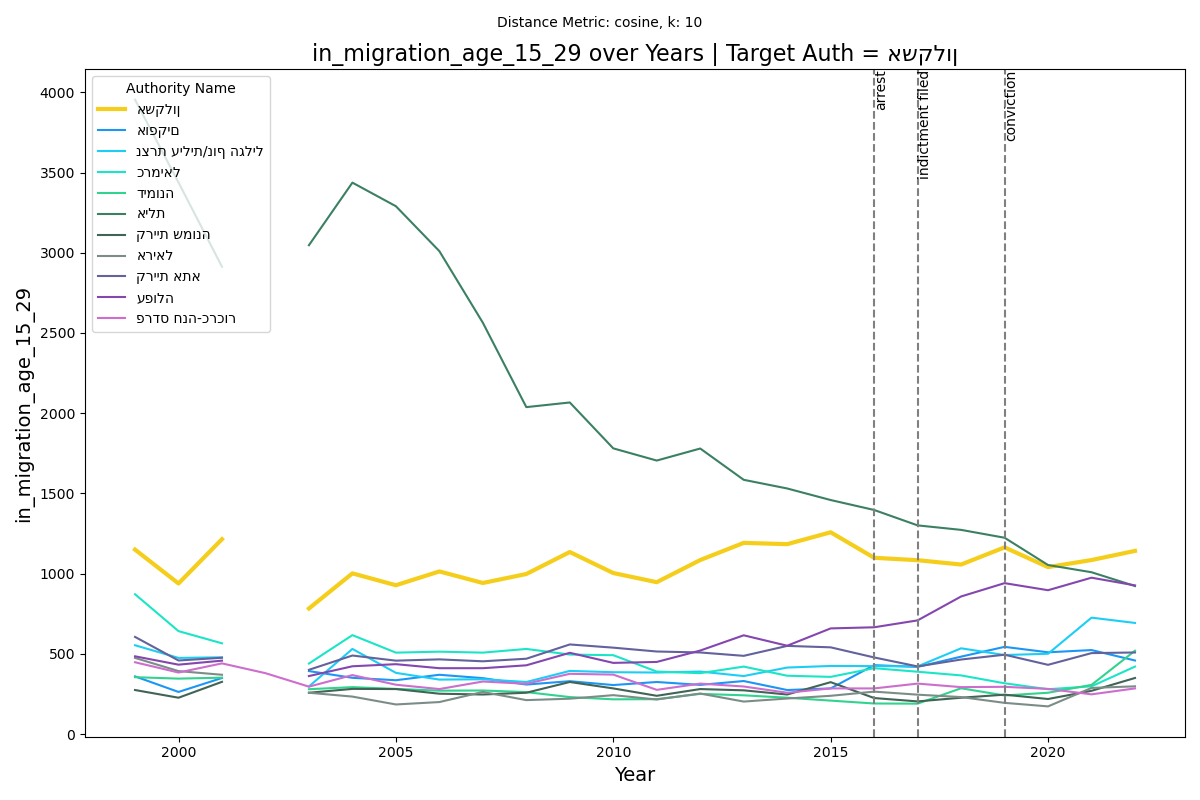 Distance Metric: cosine, k: 10
in_migration_age_15_29 over Years | Target Auth = אשקלון
Authority Name
אשקלון
אופקים
נצרת עילית/נוף הגליל
כרמיאל
דימונה
אילת
קריית שמונה
אריאל
קריית אתא
עפולה
פרדס חנה-כרכור
arrest
indictment filed
conviction
in_migration_age_15_29
4000
3500
3000
2500
2000
1500
1000
500
0
2000
2005
2010
2015
2020
Year